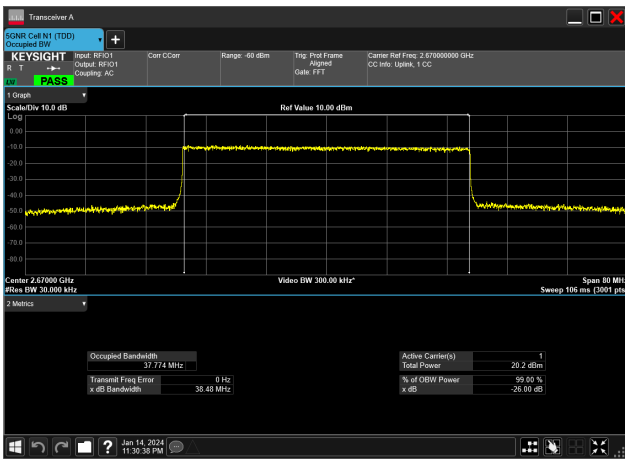 Transceiver A
5GNR Cell N1 (TDD)
Occupied BW
KEYSIGHT
R T
LXI
PASS
Input: RFIO1
Output: RFIO1
Coupling: AC
Corr CCorr
Range: -60 dBm
Trig: Prot Frame
Aligned
Gate: FFT
Carrier Ref Freq: 2.670000000 GHz
CC Info: Uplink, 1 CC
1 Graph
Scale/Div 10.0 dB
Ref Value 10.00 dBm
Log
0.00
-10.0
-20.0
-30.0
-40.0
-50.0
-60.0
-70.0
-80.0
Center 2.67000 GHz
Video BW 300.00 kHz*
Span 80 MHz
#Res BW 30.000 kHz
Sweep 106 ms (3001 pts)
2 Metrics
Occupied Bandwidth
37.774 MHz
Active Carrier(s) 1
Total Power 20.2 dBm
Transmit Freq Error 0 Hz
x dB Bandwidth 38.48 MHz
% of OBW Power 99.00 %
x dB -26.00 dB
?
Jan 14, 2024
11:30:38 PM